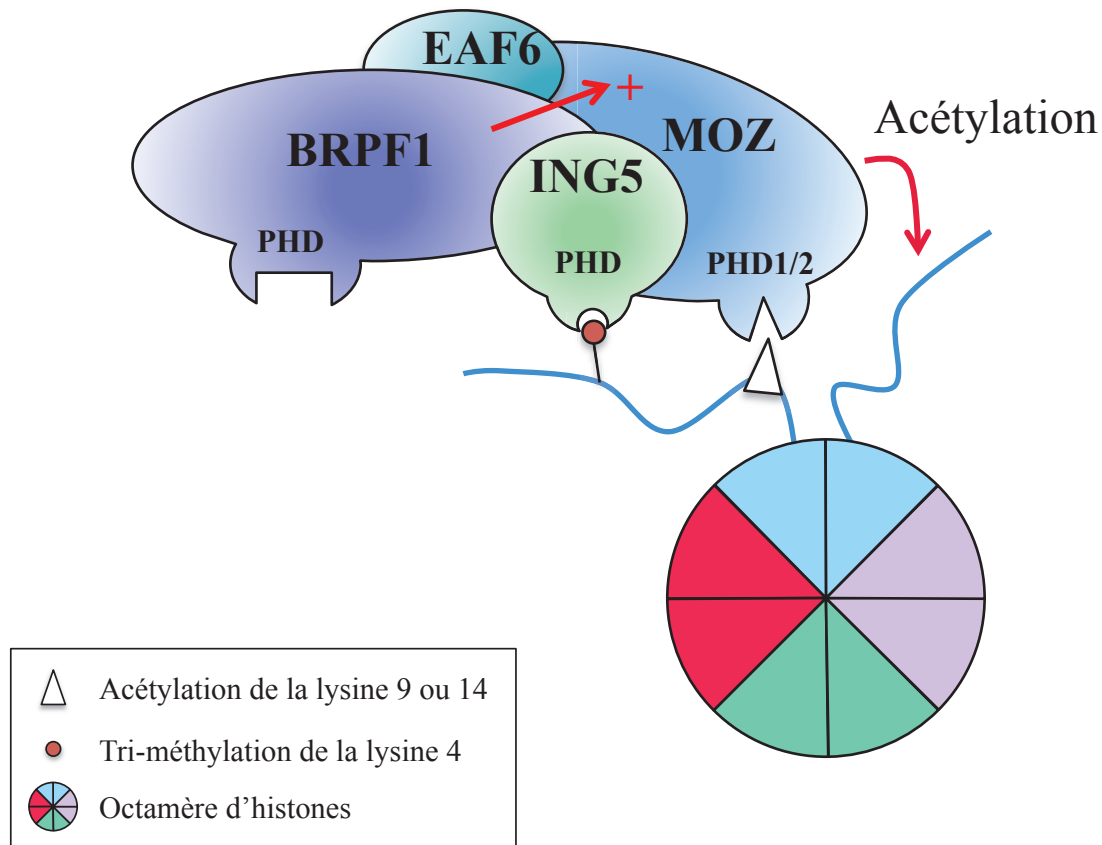 EAF6
+
BRPF1
MOZ
Acétylation
ING5
PHD
PHD
PHD1/2
Acétylation de la lysine 9 ou 14
Tri-méthylation de la lysine 4
Octamère d’histones